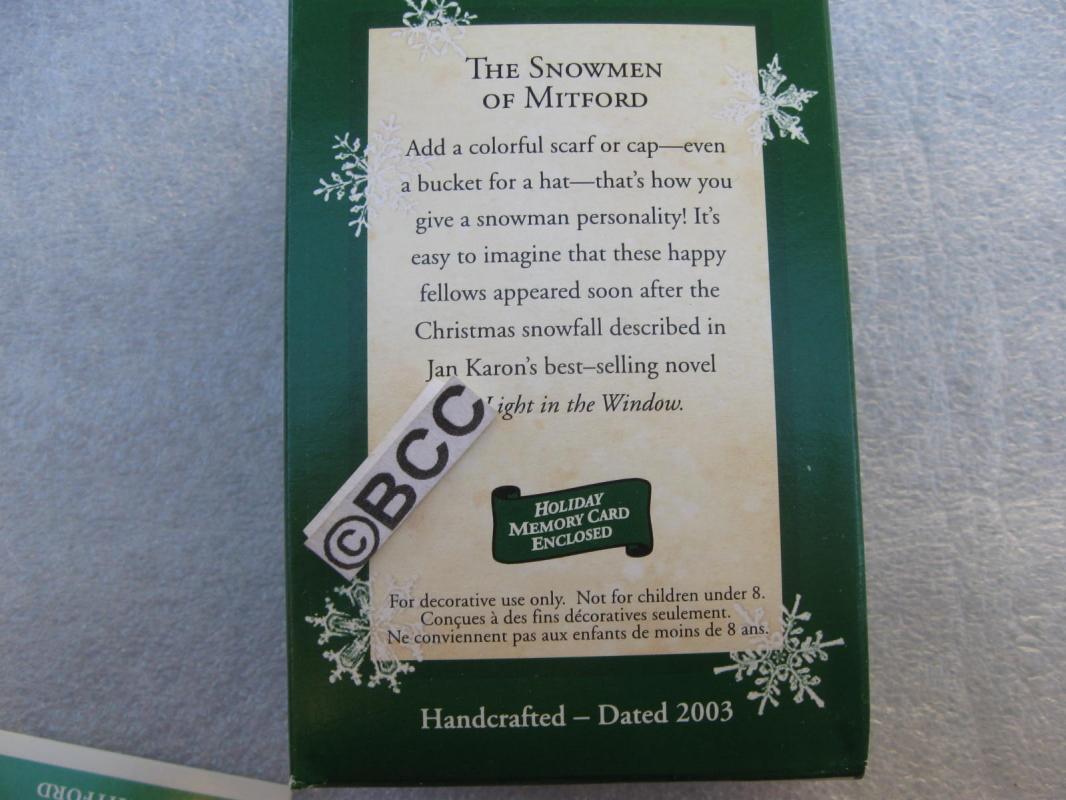 The Snowmen
of Mitford
Add a colorful scarf or cap—even
a bucket for a hat—that's how you
give a snowman personality! It's
easy to imagine that these happy
fellows appeared soon after the
Christmas snowfall described in
Jan Karon's best–selling novel
Light in the Window.
©BCC
Holiday
Memory Card
Enclosed
For decorative use only. Not for children under 8.
Conçues à des fins décoratives seulement.
Ne conviennent pas aux enfants de moins de 8 ans.
Handcrafted – Dated 2003